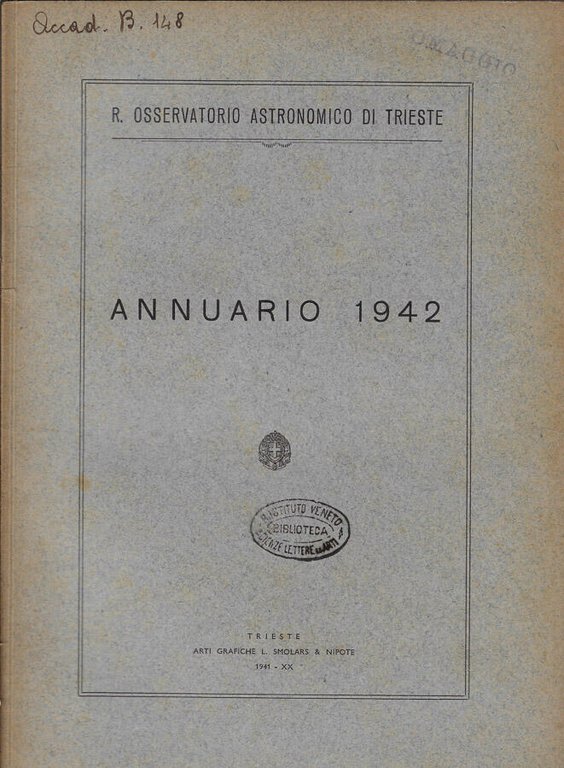 Accad. B. 148
OMAGGIO
R. OSSERVATORIO ASTRONOMICO DI TRIESTE
ANNUARIO 1942
R. ISTITUTO VENETO
BIBLIOTECA
SCIENZE LETTERE ED ARTI
TRIESTE
ARTI GRAFICHE L. SMOLARS & NIPOTE
1941 - XX